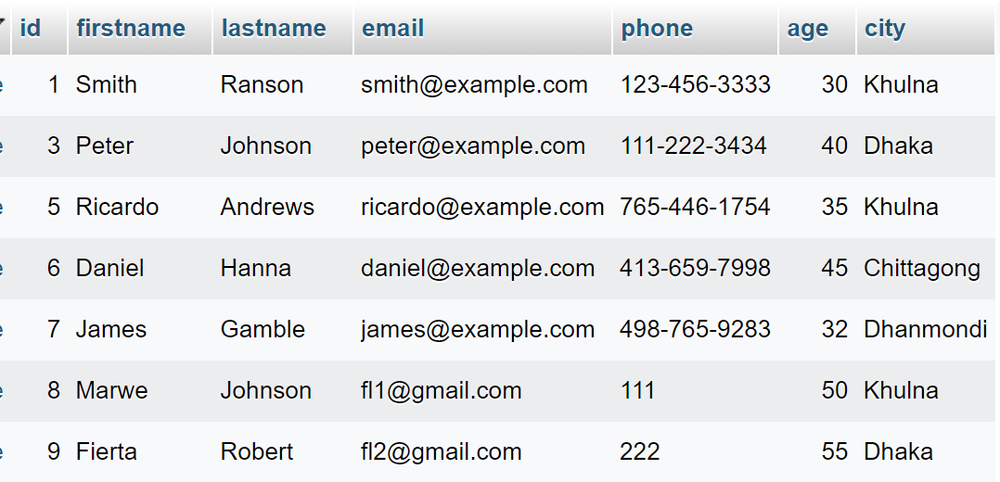 id firstname lastname email phone age city
1 Smith Ranson smith@example.com 123-456-3333 30 Khulna
3 Peter Johnson peter@example.com 111-222-3434 40 Dhaka
5 Ricardo Andrews ricardo@example.com 765-446-1754 35 Khulna
6 Daniel Hanna daniel@example.com 413-659-7998 45 Chittagong
7 James Gamble james@example.com 498-765-9283 32 Dhanmondi
8 Marwe Johnson fl1@gmail.com 111 50 Khulna
9 Fierta Robert fl2@gmail.com 222 55 Dhaka